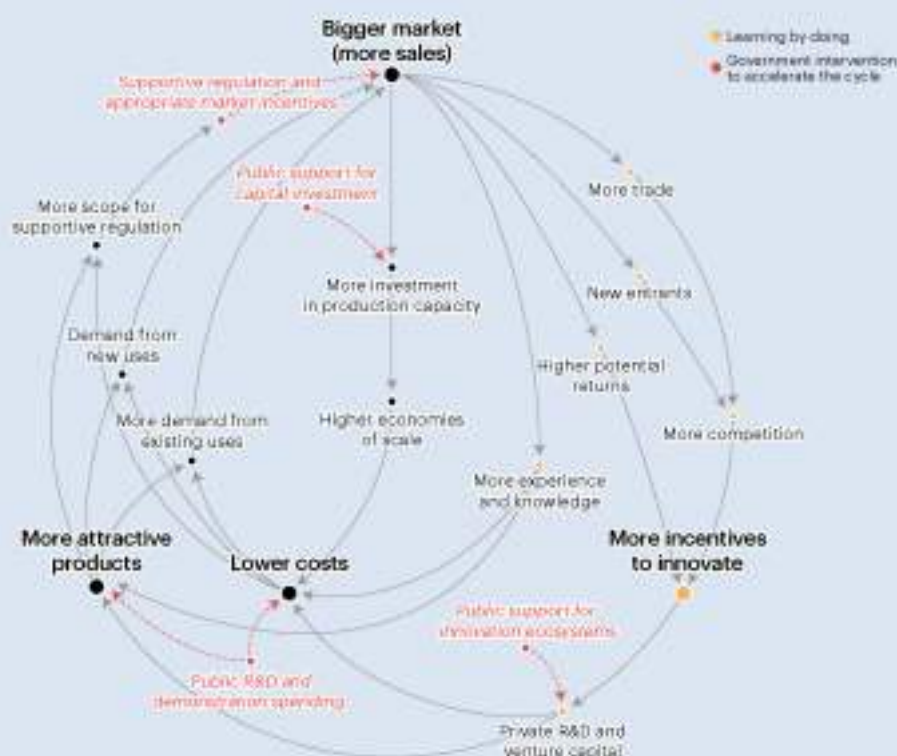 Bigger market
(more sales)
Learning by doing
Government intervention
to accelerate the cycle
Supportive regulation and
appropriate market incentives
Public support for
capital investment
More trade
More scope for
supportive regulation
More investment
in production capacity
New entrants
Demand from
new uses
Higher potential
returns
More demand from
existing uses
Higher economies
of scale
More competition
More experience
and knowledge
More attractive
products
Lower costs
More incentives
to innovate
Public support for
innovation ecosystems
Public R&D and
demonstration spending
Private R&D and
venture capital